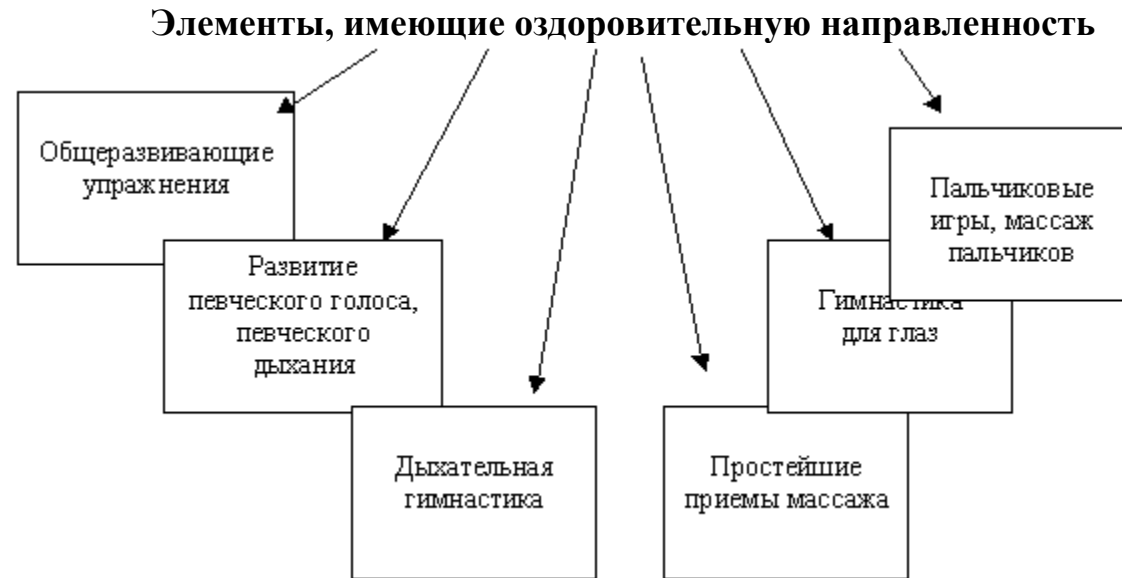 Элементы, имеющие оздоровительную направленность
Общеразвивающие
упражнения
Развитие
певческого голоса,
певческого
дыхания
Дыхательная
гимнастика
Простейшие
приемы массажа
Гимнастика
для глаз
Пальчиковые
игры, массаж
пальчиков